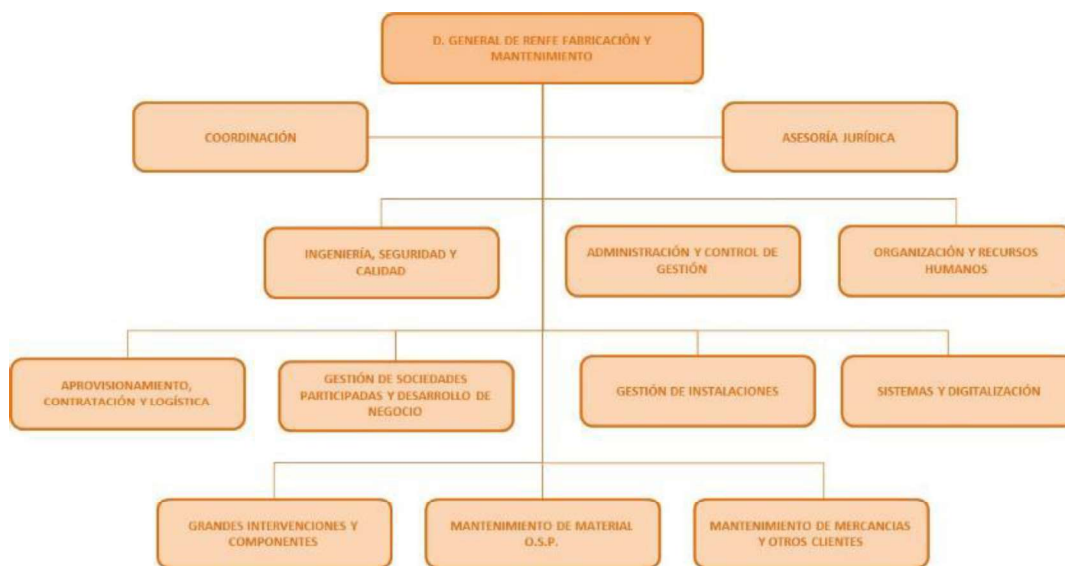 D. GENERAL DE RENFE FABRICACIÓN Y
MANTENIMIENTO
COORDINACIÓN
ASESORÍA JURÍDICA
INGENIERÍA, SEGURIDAD Y
CALIDAD
ADMINISTRACIÓN Y CONTROL DE
GESTIÓN
ORGANIZACIÓN Y RECURSOS
HUMANOS
APROVISIONAMIENTO,
CONTRATACIÓN Y LOGÍSTICA
GESTIÓN DE SOCIEDADES
PARTICIPADAS Y DESARROLLO DE
NEGOCIO
GESTIÓN DE INSTALACIONES
SISTEMAS Y DIGITALIZACIÓN
GRANDES INTERVENCIONES Y
COMPONENTES
MANTENIMIENTO DE MATERIAL
O.S.P.
MANTENIMIENTO DE MERCANCIAS
Y OTROS CLIENTES